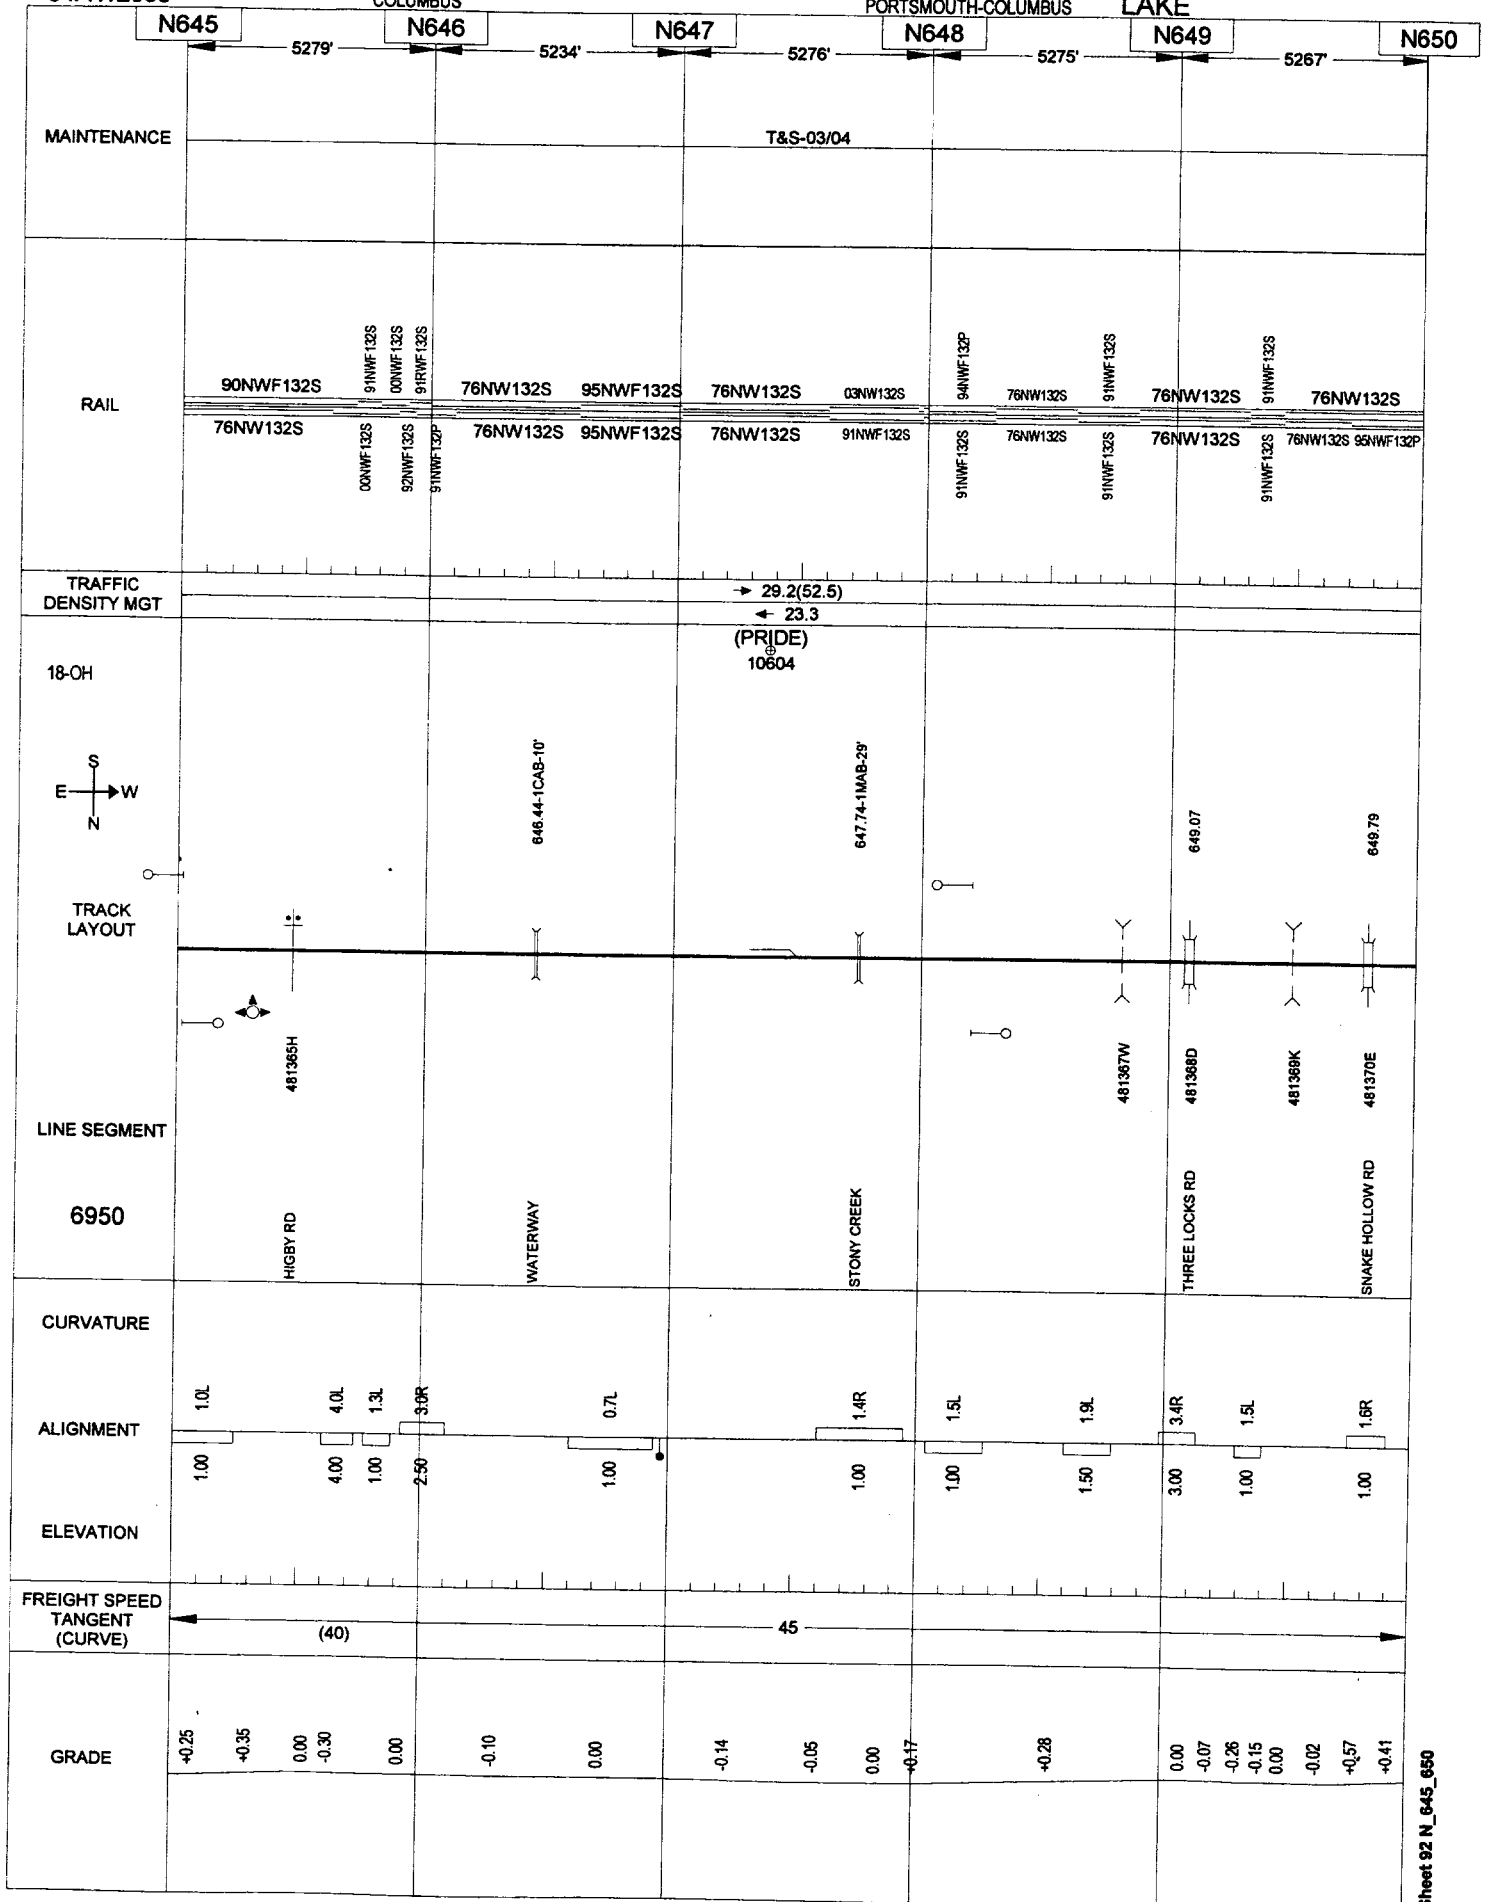 COLUMBUS
PORTSMOUTH-COLUMBUS LAKE
N645 N646 N647 N648 N649 N650
5279' 5234' 5276' 5275' 5267'
MAINTENANCE
T&S-03/04
91NWF132S 00NWF132S 91RWF132S 94NWF132P 91NWF132S 91NWF132S
90NWF132S 76NW132S 95NWF132S 76NW132S 03NW132S 76NW132S 76NW132S 76NW132S
RAIL
76NW132S 76NW132S 95NWF132S 76NW132S 91NWF132S 76NW132S 76NW132S 76NW132S 95NWF132P
00NWF132S 92NWF132S 91NWF132P 91NWF132S 91NWF132S 91NWF132S
TRAFFIC
DENSITY MGT
29.2(52.5)
23.3
(PRIDE)
10604
18-OH
S
E W
N
646.44-1CAB-10' 647.74-1MAB-29' 649.07 649.79
TRACK
LAYOUT
481365H 481367W 481368D 481369K 481370E
LINE SEGMENT
6950
HIGBY RD WATERWAY STONY CREEK THREE LOCKS RD SNAKE HOLLOW RD
CURVATURE
1.0L 4.0L 1.3L 3.0R 0.7L 1.4R 1.5L 1.9L 3.4R 1.5L 1.6R
ALIGNMENT
1.00 4.00 1.00 2.50 1.00 1.00 1.00 1.50 3.00 1.00 1.00
ELEVATION
FREIGHT SPEED
TANGENT
(CURVE)
(40) 45
GRADE
+0.25 +0.35 0.00 -0.30 0.00 -0.10 0.00 -0.14 -0.05 0.00 +0.17 +0.28 0.00 -0.07 -0.26 -0.15 0.00 -0.02 +0.57 +0.41
Sheet 92 N_645_650